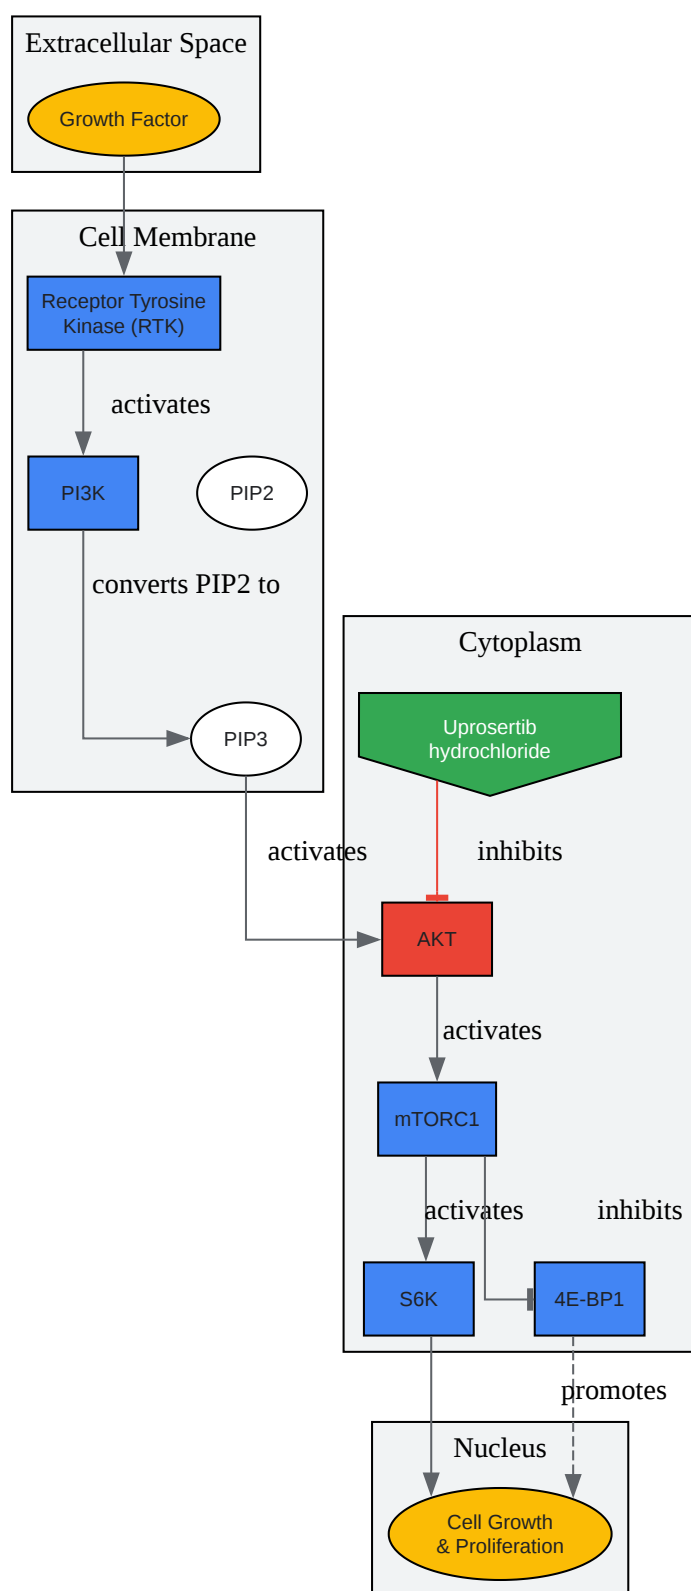 Extracellular Space
Growth Factor
Cell Membrane
Receptor Tyrosine
Kinase (RTK)
activates
PI3K
PIP2
converts PIP2 to
PIP3
Cytoplasm
Uprosertib
hydrochloride
activates
inhibits
AKT
activates
mTORC1
activates
inhibits
S6K
4E-BP1
promotes
Nucleus
Cell Growth
& Proliferation